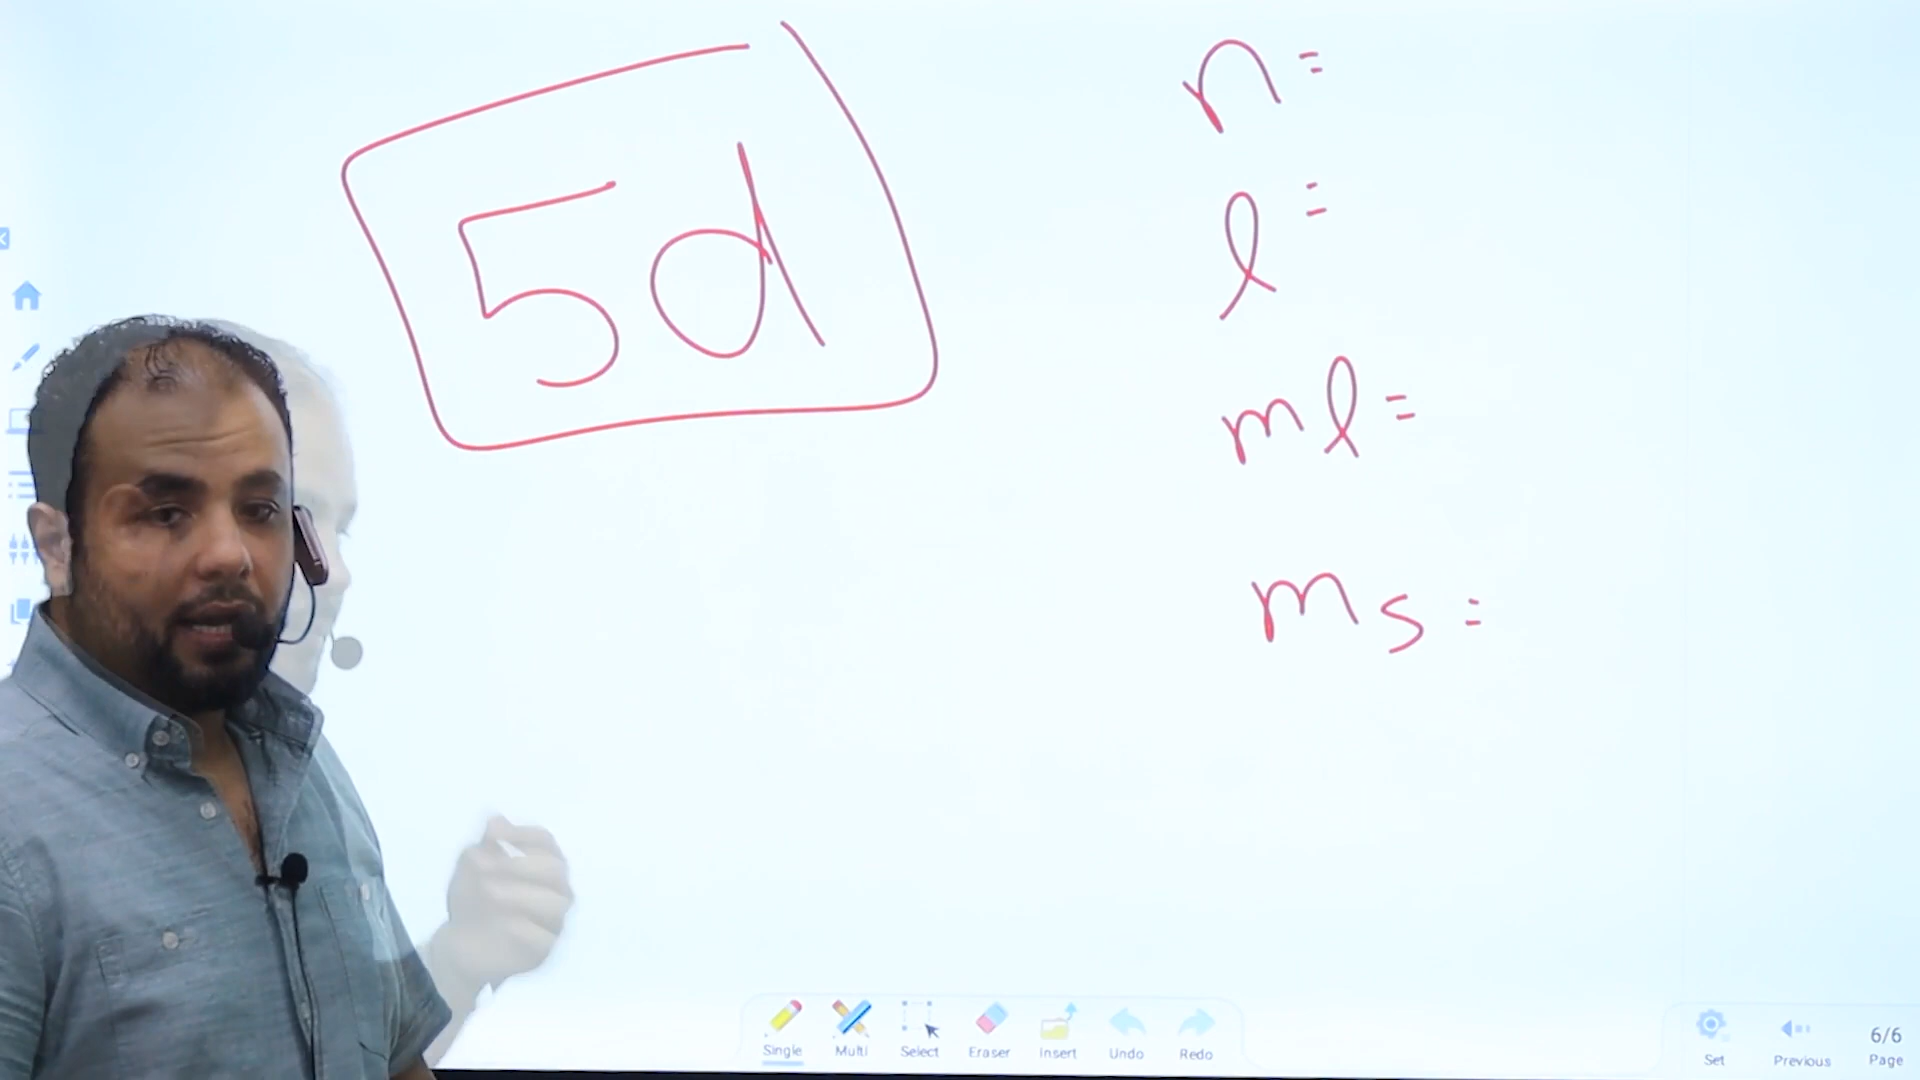 5d
n=
l=
ml=
ms=
Single Multi Select Eraser Insert Undo Redo
Set Previous 6/6 Page